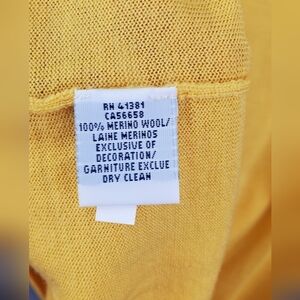 RN 41381
CA56658
100% MERINO WOOL/
LAINE MERINOS
EXCLUSIVE OF
DECORATION/
GARNITURE EXCLUE
DRY CLEAN